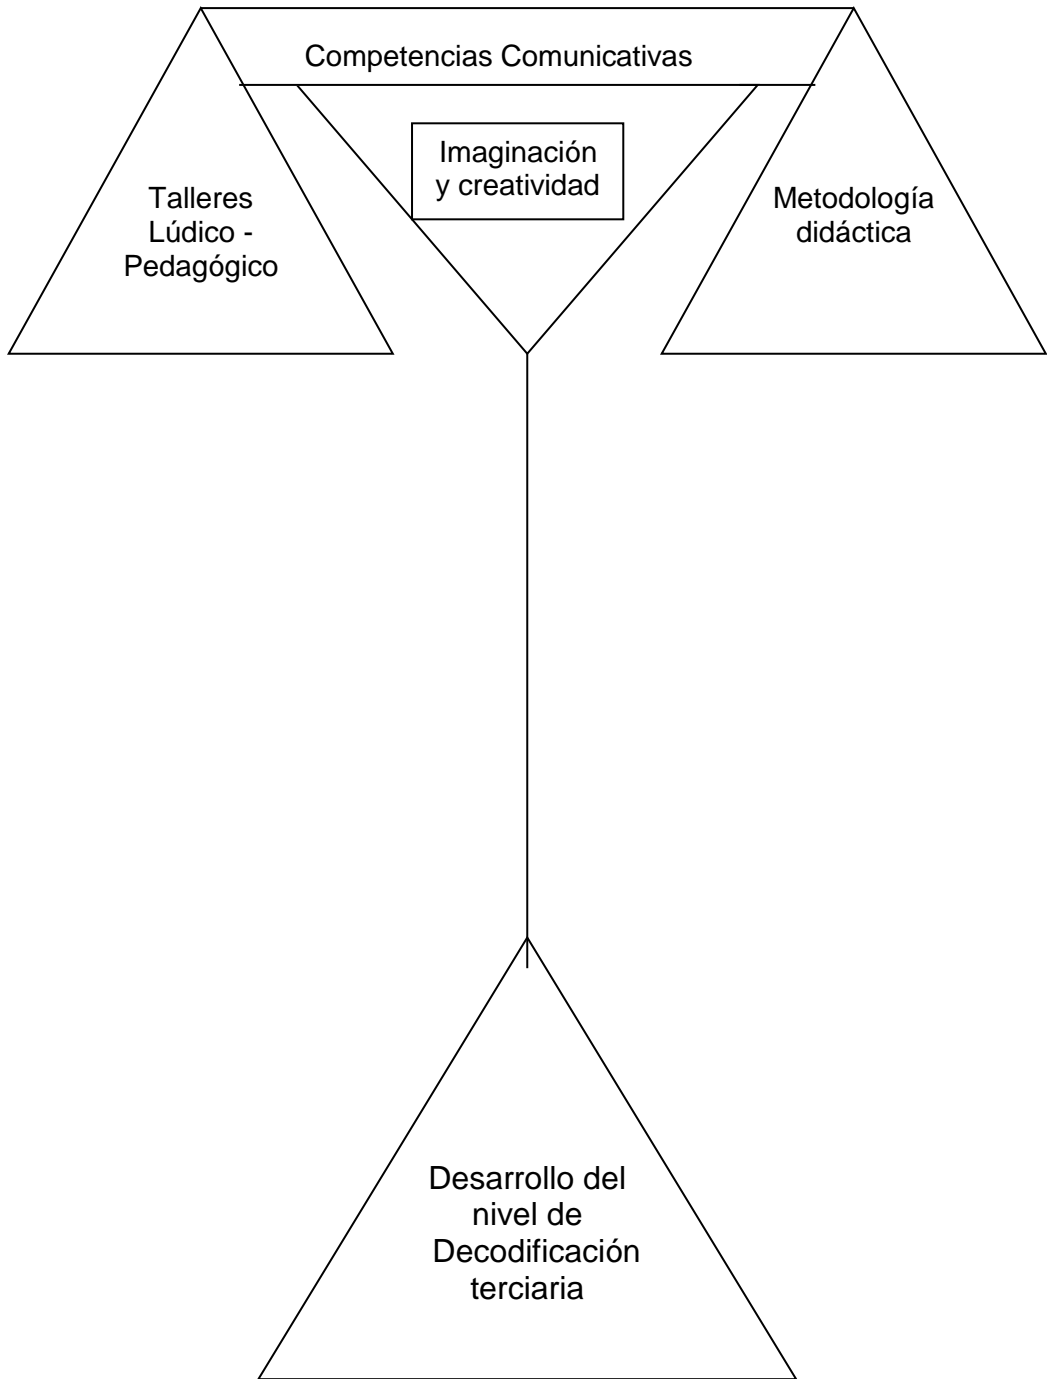 Competencias Comunicativas
Imaginación
y creatividad
Talleres
Lúdico -
Pedagógico
Metodología
didáctica
Desarrollo del
nivel de
Decodificación
terciaria